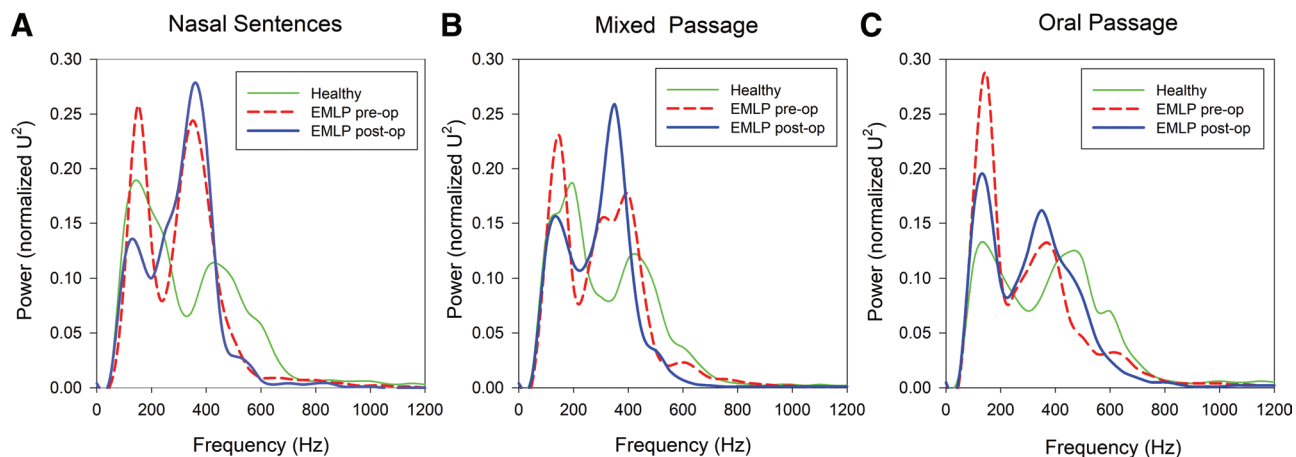 A
Nasal Sentences
Power (normalized U²)
0.30
0.25
0.20
0.15
0.10
0.05
0.00
Healthy
EMLP pre-op
EMLP post-op
0
200
400
600
800
1000
1200
Frequency (Hz)
B
Mixed Passage
Power (normalized U²)
0.30
0.25
0.20
0.15
0.10
0.05
0.00
Healthy
EMLP pre-op
EMLP post-op
0
200
400
600
800
1000
1200
Frequency (Hz)
C
Oral Passage
Power (normalized U²)
0.30
0.25
0.20
0.15
0.10
0.05
0.00
Healthy
EMLP pre-op
EMLP post-op
0
200
400
600
800
1000
1200
Frequency (Hz)